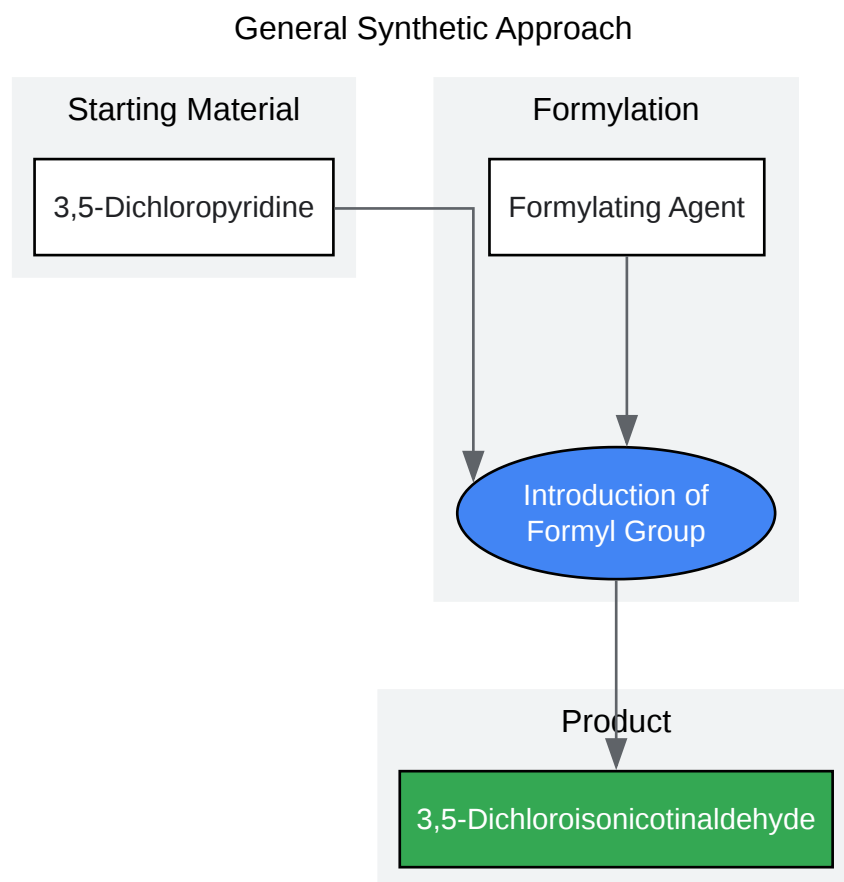 General Synthetic Approach
Starting Material
Formylation
3,5-Dichloropyridine
Formylating Agent
Introduction of
Formyl Group
Product
3,5-Dichloroisonicotinaldehyde